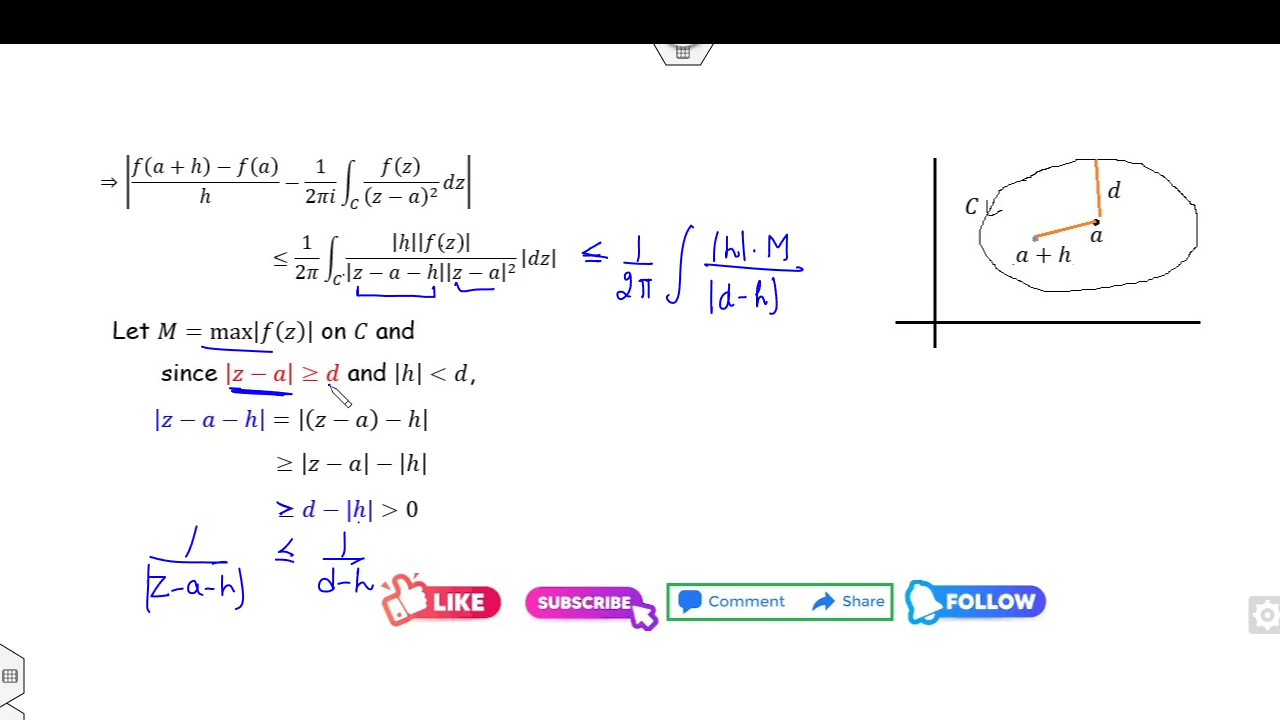 ⇒ |f(a + h) − f(a)/h − 1/2πi ∫_C f(z)/(z − a)² dz|
≤ 1/2π ∫_C |h||f(z)|/|z − a − h||z − a|² |dz| ≤ 1/2π ∫ |h|·M/|d-h|
Let M = max|f(z)| on C and
since |z − a| ≥ d and |h| < d,
|z − a − h| = |(z − a) − h|
≥ |z − a| − |h|
≥ d − |h| > 0
1/|z-a-h| ≤ 1/d-h
C
d
a
a + h
LIKE
SUBSCRIBE
Comment
Share
FOLLOW